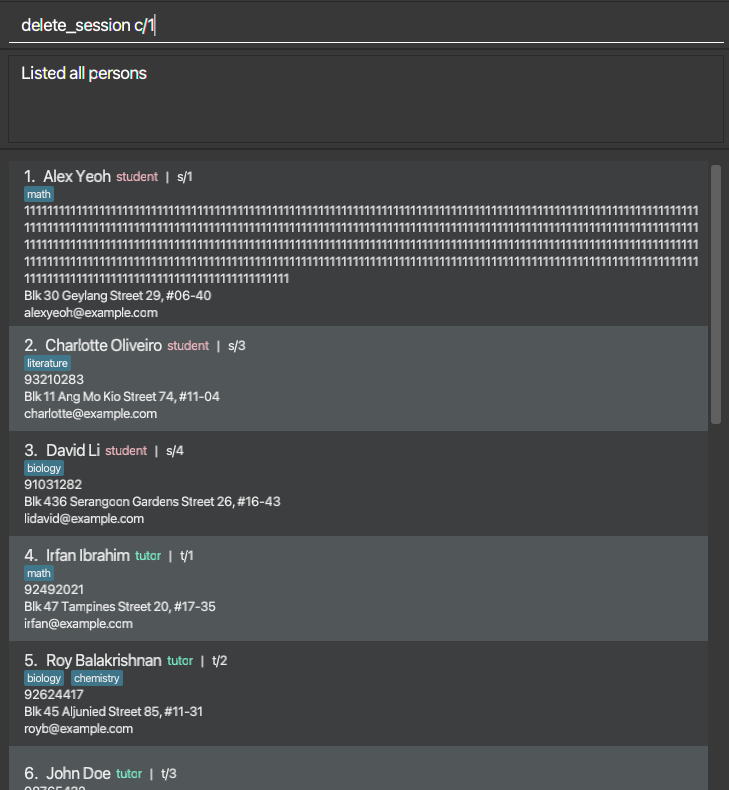 delete_session c/1
Listed all persons
1. Alex Yeoh student | s/1
math
Blk 30 Geylang Street 29, #06-40
alexyeoh@example.com
2. Charlotte Oliveiro student | s/3
literature
93210283
Blk 11 Ang Mo Kio Street 74, #11-04
charlotte@example.com
3. David Li student | s/4
biology
91031282
Blk 436 Serangoon Gardens Street 26, #16-43
lidavid@example.com
4. Irfan Ibrahim tutor | t/1
math
92492021
Blk 47 Tampines Street 20, #17-35
irfan@example.com
5. Roy Balakrishnan tutor | t/2
biology chemistry
92624417
Blk 45 Aljunied Street 85, #11-31
royb@example.com
6. John Doe tutor | t/3